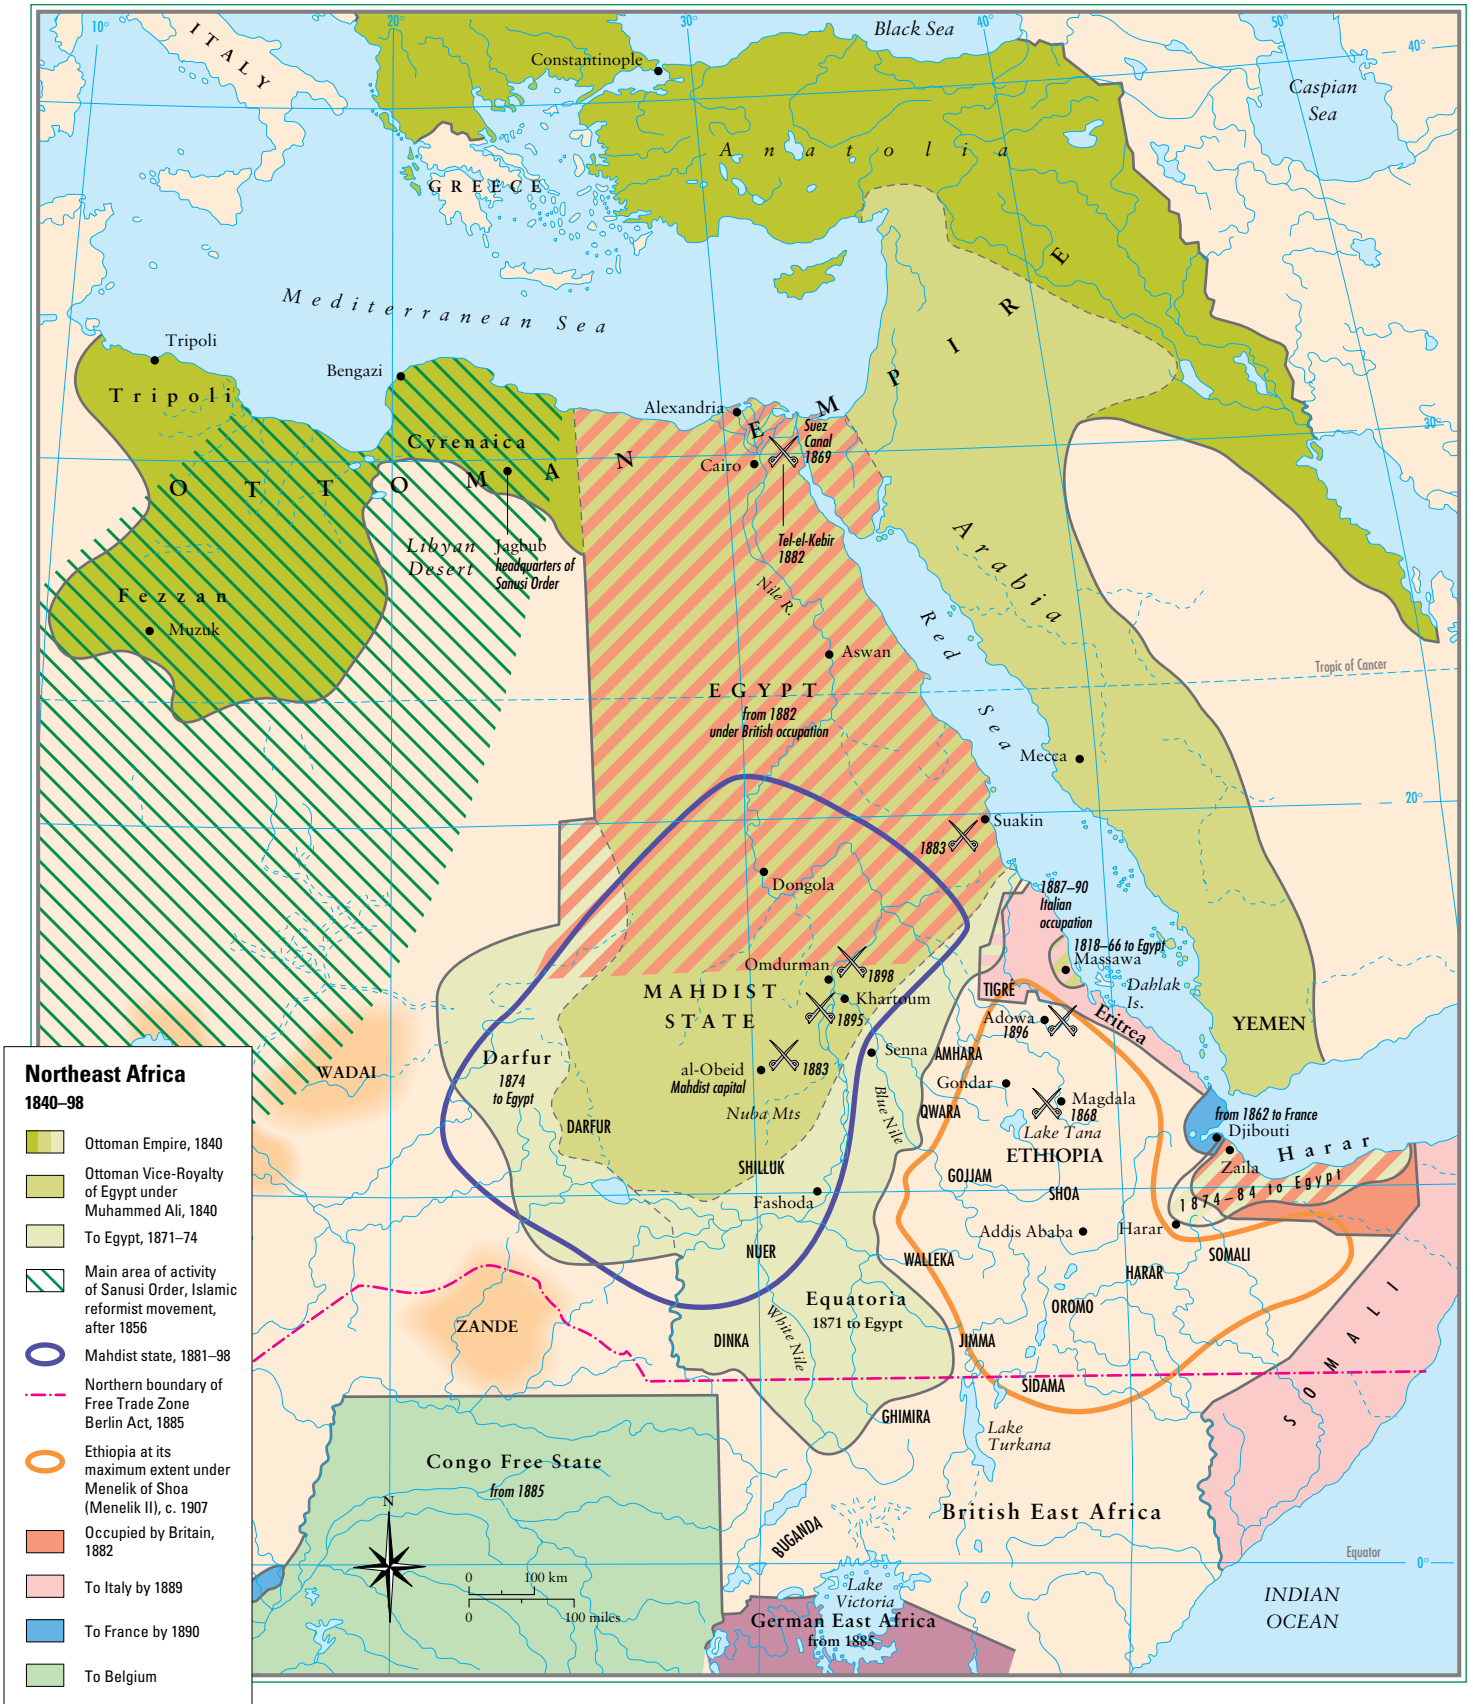 10°
20°
30°
40°
50°
40°
ITALY
Constantinople
Black Sea
Caspian
Sea
Anatolia
GREECE
Mediterranean Sea
Tripoli
Tripoli
Bengazi
Cyrenaica
Alexandria
Cairo
Suez
Canal
1869
OTTOMAN EMPIRE
30°
Libyan
Desert
Jagbub
headquarters of
Sanusi Order
Tel-el-Kebir
1882
Nile R.
Arabia
Fezzan
Muzuk
Aswan
Red Sea
Tropic of Cancer
EGYPT
from 1882
under British occupation
Mecca
20°
Suakin
1883
Dongola
1887–90
Italian
occupation
1818–66 to Egypt
Massawa
Dahlak
Is.
Omdurman
1898
MAHDIST
STATE
Khartoum
1895
TIGRÉ
Eritrea
Adowa
1896
YEMEN
WADAI
Darfur
1874
to Egypt
al-Obeid
Mahdist capital
1883
Senna
AMHARA
Gondar
Magdala
1868
Nuba Mts
Blue Nile
QWARA
Lake Tana
from 1862 to France
Djibouti
DARFUR
ETHIOPIA
Harar
Zaila
SHILLUK
GOJJAM
1874–84 to Egypt
Fashoda
SHOA
Addis Ababa
Harar
NUER
WALLEKA
SOMALI
HARAR
Equatoria
1871 to Egypt
OROMO
ZANDE
DINKA
White Nile
JIMMA
SOMALI
SIDAMA
GHIMIRA
Lake
Turkana
Congo Free State
from 1885
British East Africa
BUGANDA
Equator
0°
N
0
100 km
0
100 miles
Lake
Victoria
German East Africa
from 1885
INDIAN
OCEAN
Northeast Africa
1840–98
Ottoman Empire, 1840
Ottoman Vice-Royalty
of Egypt under
Muhammed Ali, 1840
To Egypt, 1871–74
Main area of activity
of Sanusi Order, Islamic
reformist movement,
after 1856
Mahdist state, 1881–98
Northern boundary of
Free Trade Zone
Berlin Act, 1885
Ethiopia at its
maximum extent under
Menelik of Shoa
(Menelik II), c. 1907
Occupied by Britain,
1882
To Italy by 1889
To France by 1890
To Belgium